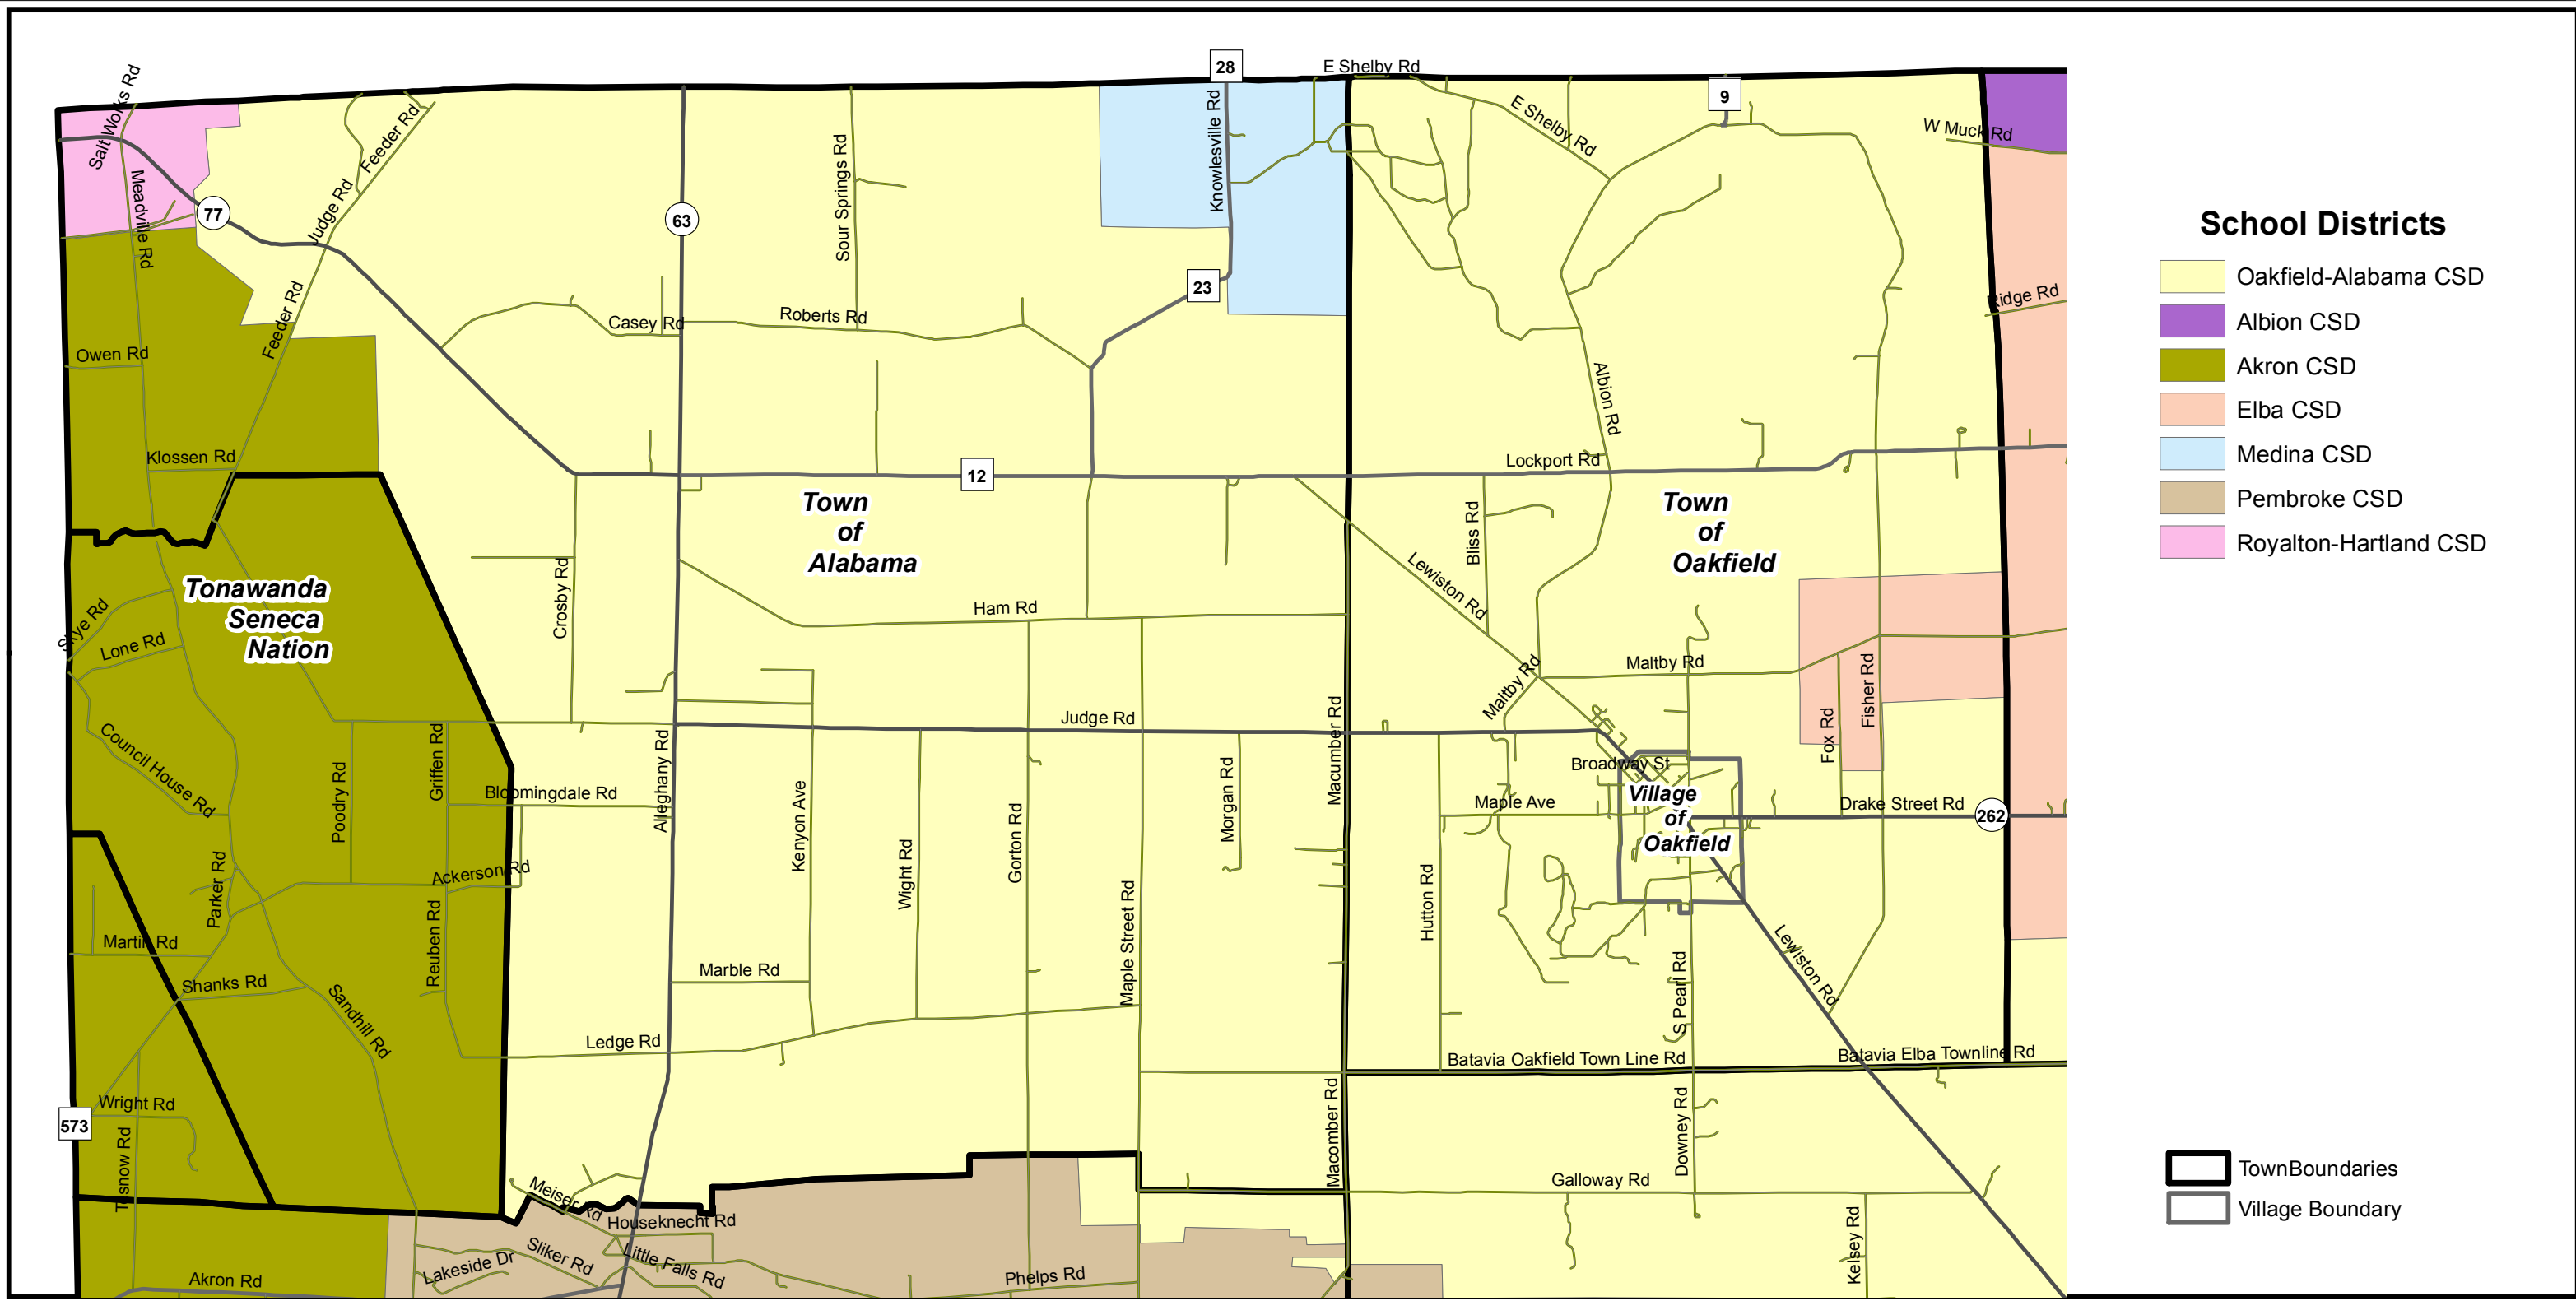 28
E Shelby Rd
Salt Works Rd
Feeder Rd
Knowlesville Rd
E Shelby Rd
9
W Muck Rd
Meadville Rd
77
Judge Rd
63
Sour Springs Rd
School Districts
Oakfield-Alabama CSD
Albion CSD
Akron CSD
Elba CSD
Medina CSD
Pembroke CSD
Royalton-Hartland CSD
23
Ridge Rd
Feeder Rd
Casey Rd
Roberts Rd
Owen Rd
Albion Rd
Klossen Rd
12
Lockport Rd
Town
of
Alabama
Town
of
Oakfield
Bliss Rd
Tonawanda
Seneca
Nation
Crosby Rd
Lewiston Rd
Skye Rd
Lone Rd
Ham Rd
Maltby Rd
Maltby Rd
Fisher Rd
Fox Rd
Judge Rd
Macumber Rd
Council House Rd
Poodry Rd
Griffen Rd
Alleghany Rd
Bloomingdale Rd
Kenyon Ave
Wight Rd
Gorton Rd
Morgan Rd
Broadway St
Maple Ave
Village
of
Oakfield
Drake Street Rd
262
Parker Rd
Ackerson Rd
Hutton Rd
Maple Street Rd
Martin Rd
Reuben Rd
Shanks Rd
Sandhill Rd
Marble Rd
S Pearl Rd
Lewiston Rd
Ledge Rd
Batavia Oakfield Town Line Rd
Batavia Elba Townline Rd
Wright Rd
573
Tesnow Rd
Macomber Rd
Downey Rd
Meiser Rd
Galloway Rd
TownBoundaries
Village Boundary
Houseknecht Rd
Sliker Rd
Little Falls Rd
Lakeside Dr
Kelsey Rd
Akron Rd
Phelps Rd